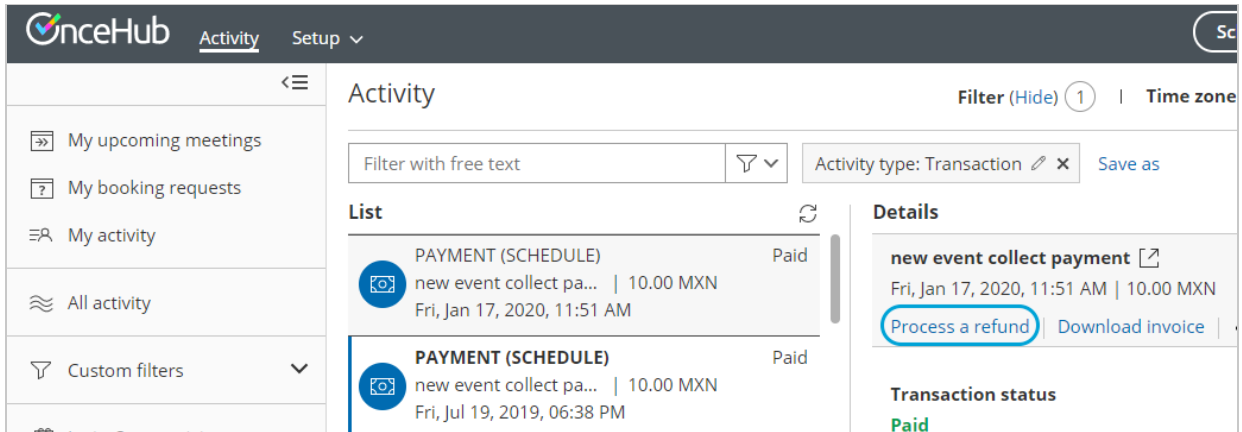 OnceHub Activity Setup
Activity
Filter (Hide) 1 | Time zone
My upcoming meetings
My booking requests
My activity
All activity
Custom filters
Filter with free text
Activity type: Transaction
Save as
List
PAYMENT (SCHEDULE) Paid
new event collect pa... | 10.00 MXN
Fri, Jan 17, 2020, 11:51 AM
PAYMENT (SCHEDULE) Paid
new event collect pa... | 10.00 MXN
Fri, Jul 19, 2019, 06:38 PM
Details
new event collect payment
Fri, Jan 17, 2020, 11:51 AM | 10.00 MXN
Process a refund | Download invoice |
Transaction status
Paid